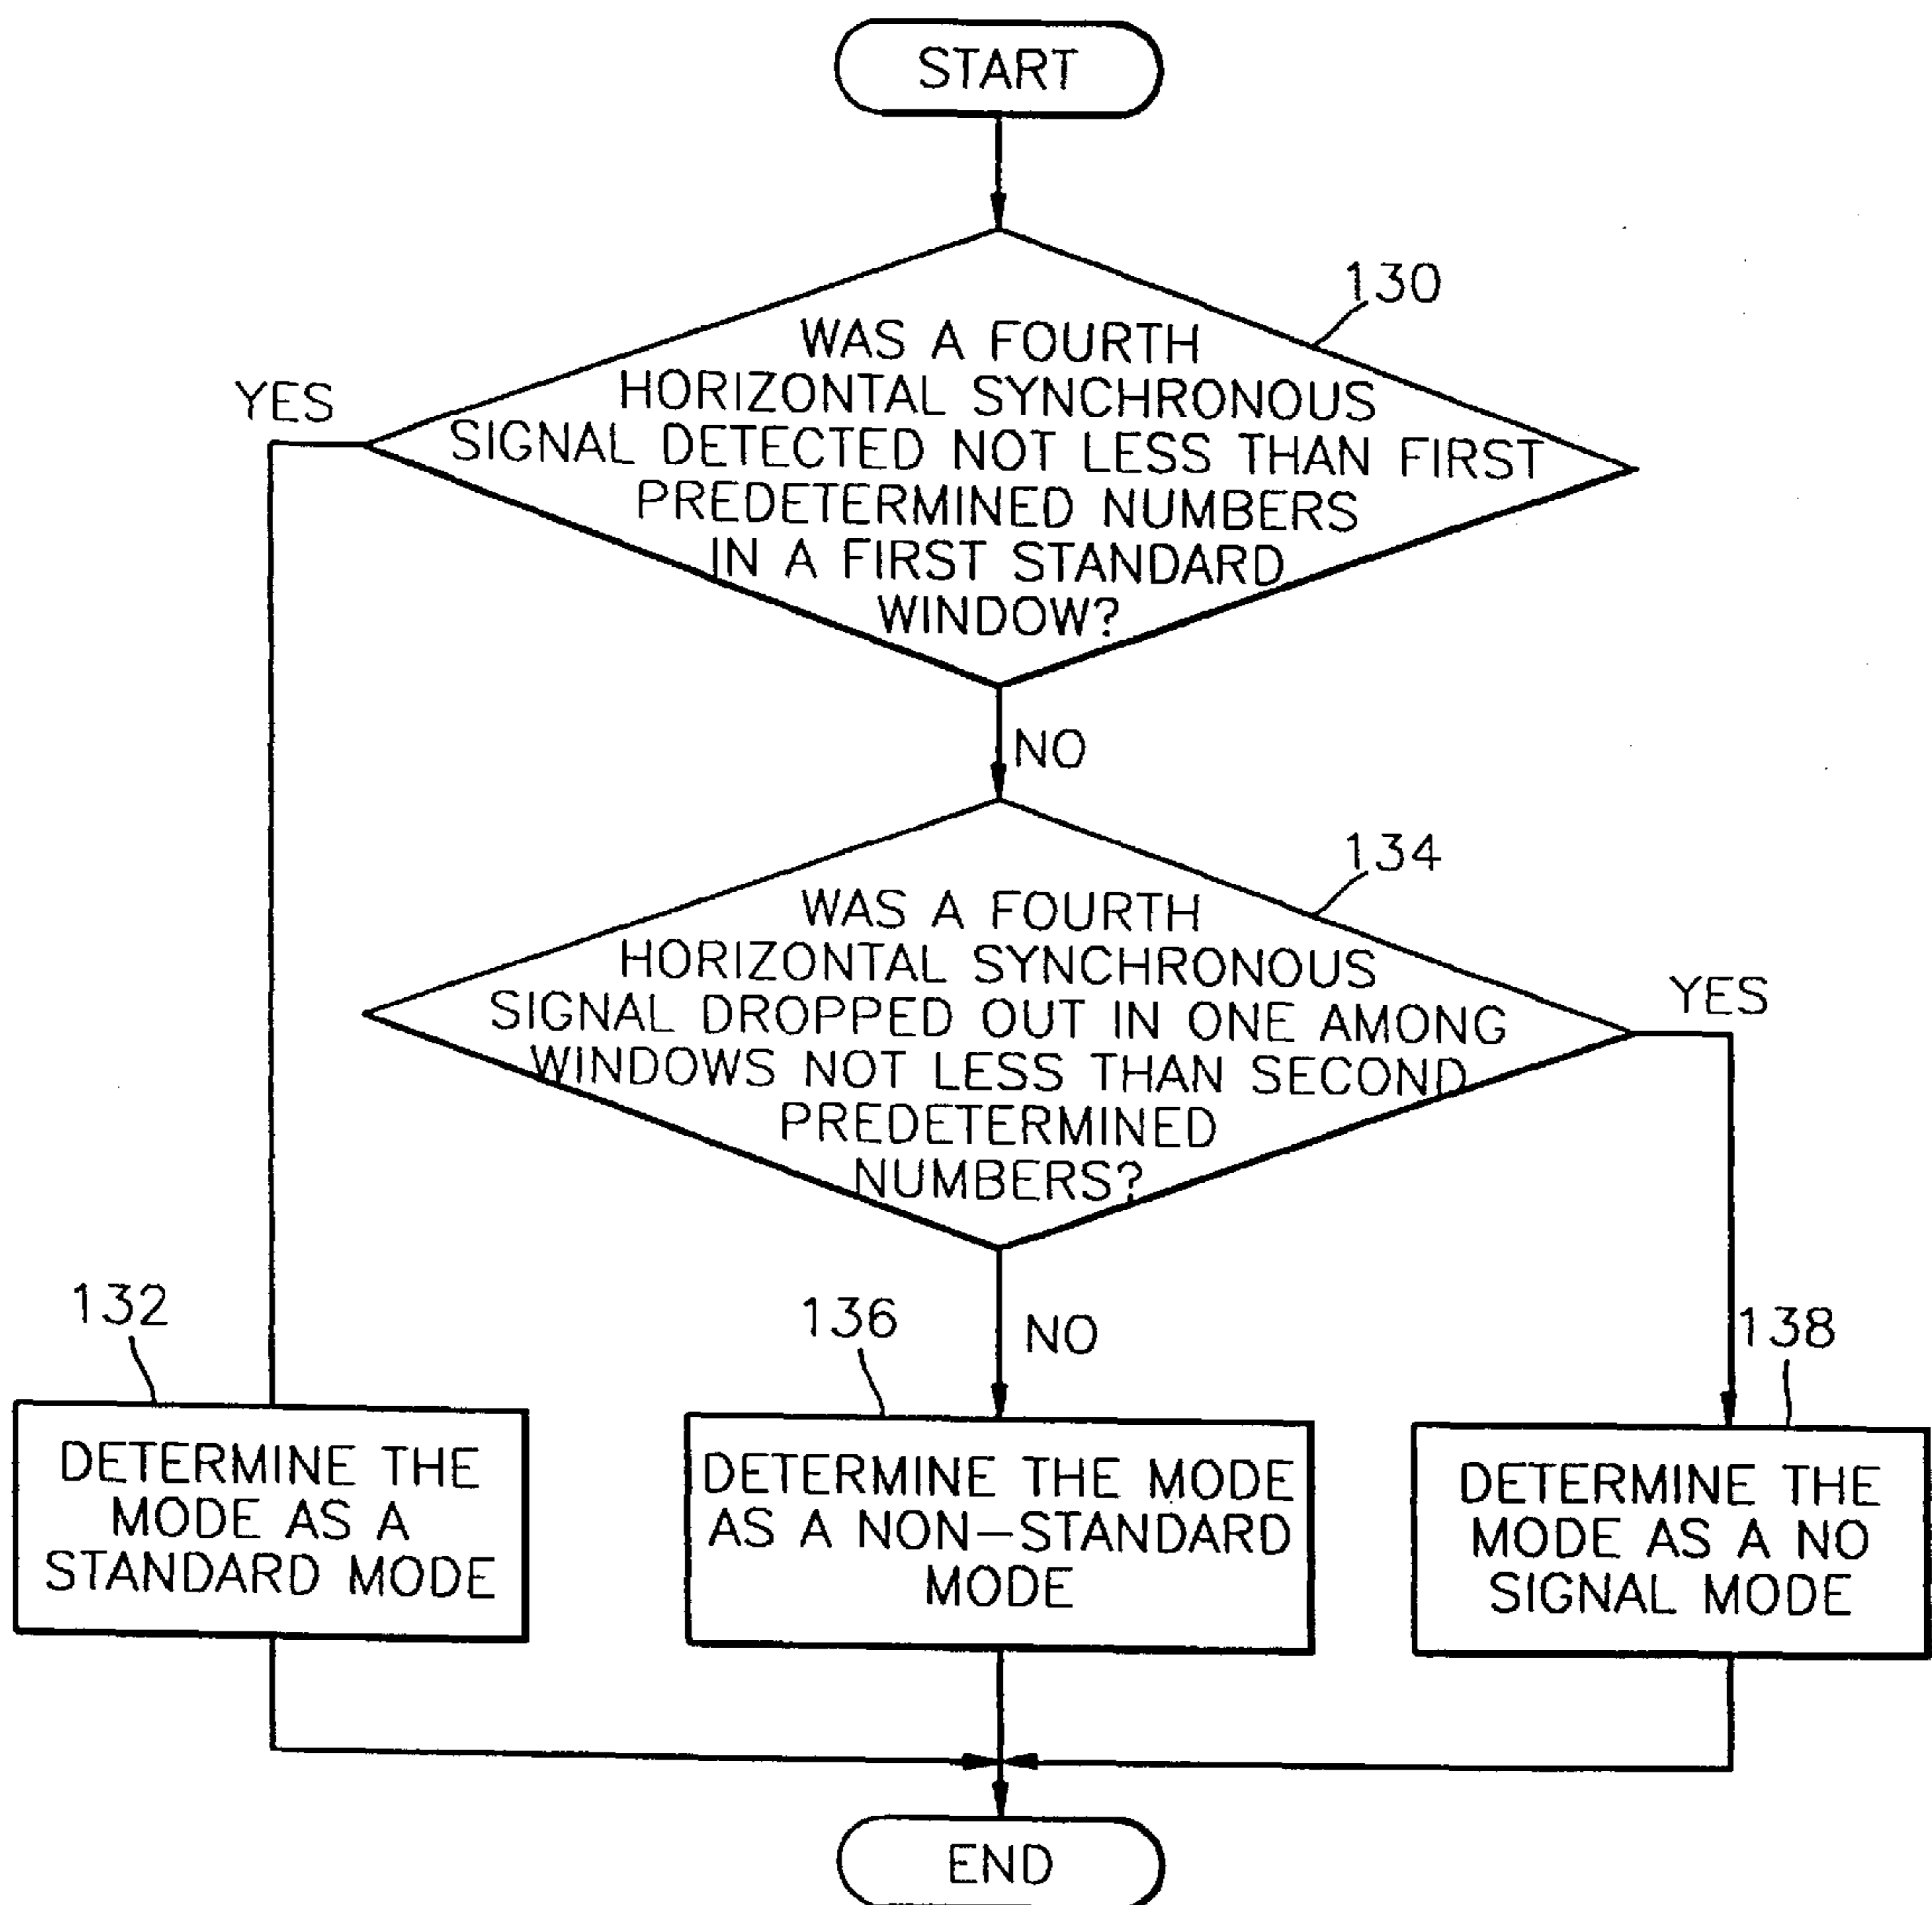 START
130
WAS A FOURTH
HORIZONTAL SYNCHRONOUS
SIGNAL DETECTED NOT LESS THAN FIRST
PREDETERMINED NUMBERS
IN A FIRST STANDARD
WINDOW?
YES
NO
134
WAS A FOURTH
HORIZONTAL SYNCHRONOUS
SIGNAL DROPPED OUT IN ONE AMONG
WINDOWS NOT LESS THAN SECOND
PREDETERMINED
NUMBERS?
YES
NO
132
DETERMINE THE
MODE AS A
STANDARD MODE
136
DETERMINE THE MODE
AS A NON-STANDARD
MODE
138
DETERMINE THE
MODE AS A NO
SIGNAL MODE
END